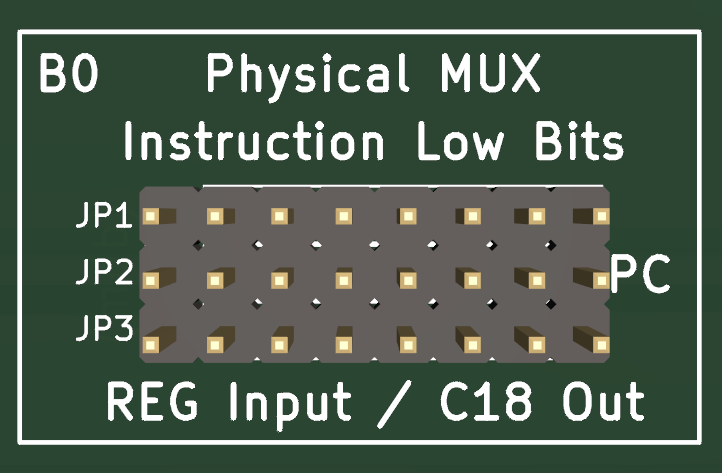 B0 Physical MUX
Instruction Low Bits
JP1
JP2 PC
JP3
REG Input / C18 Out